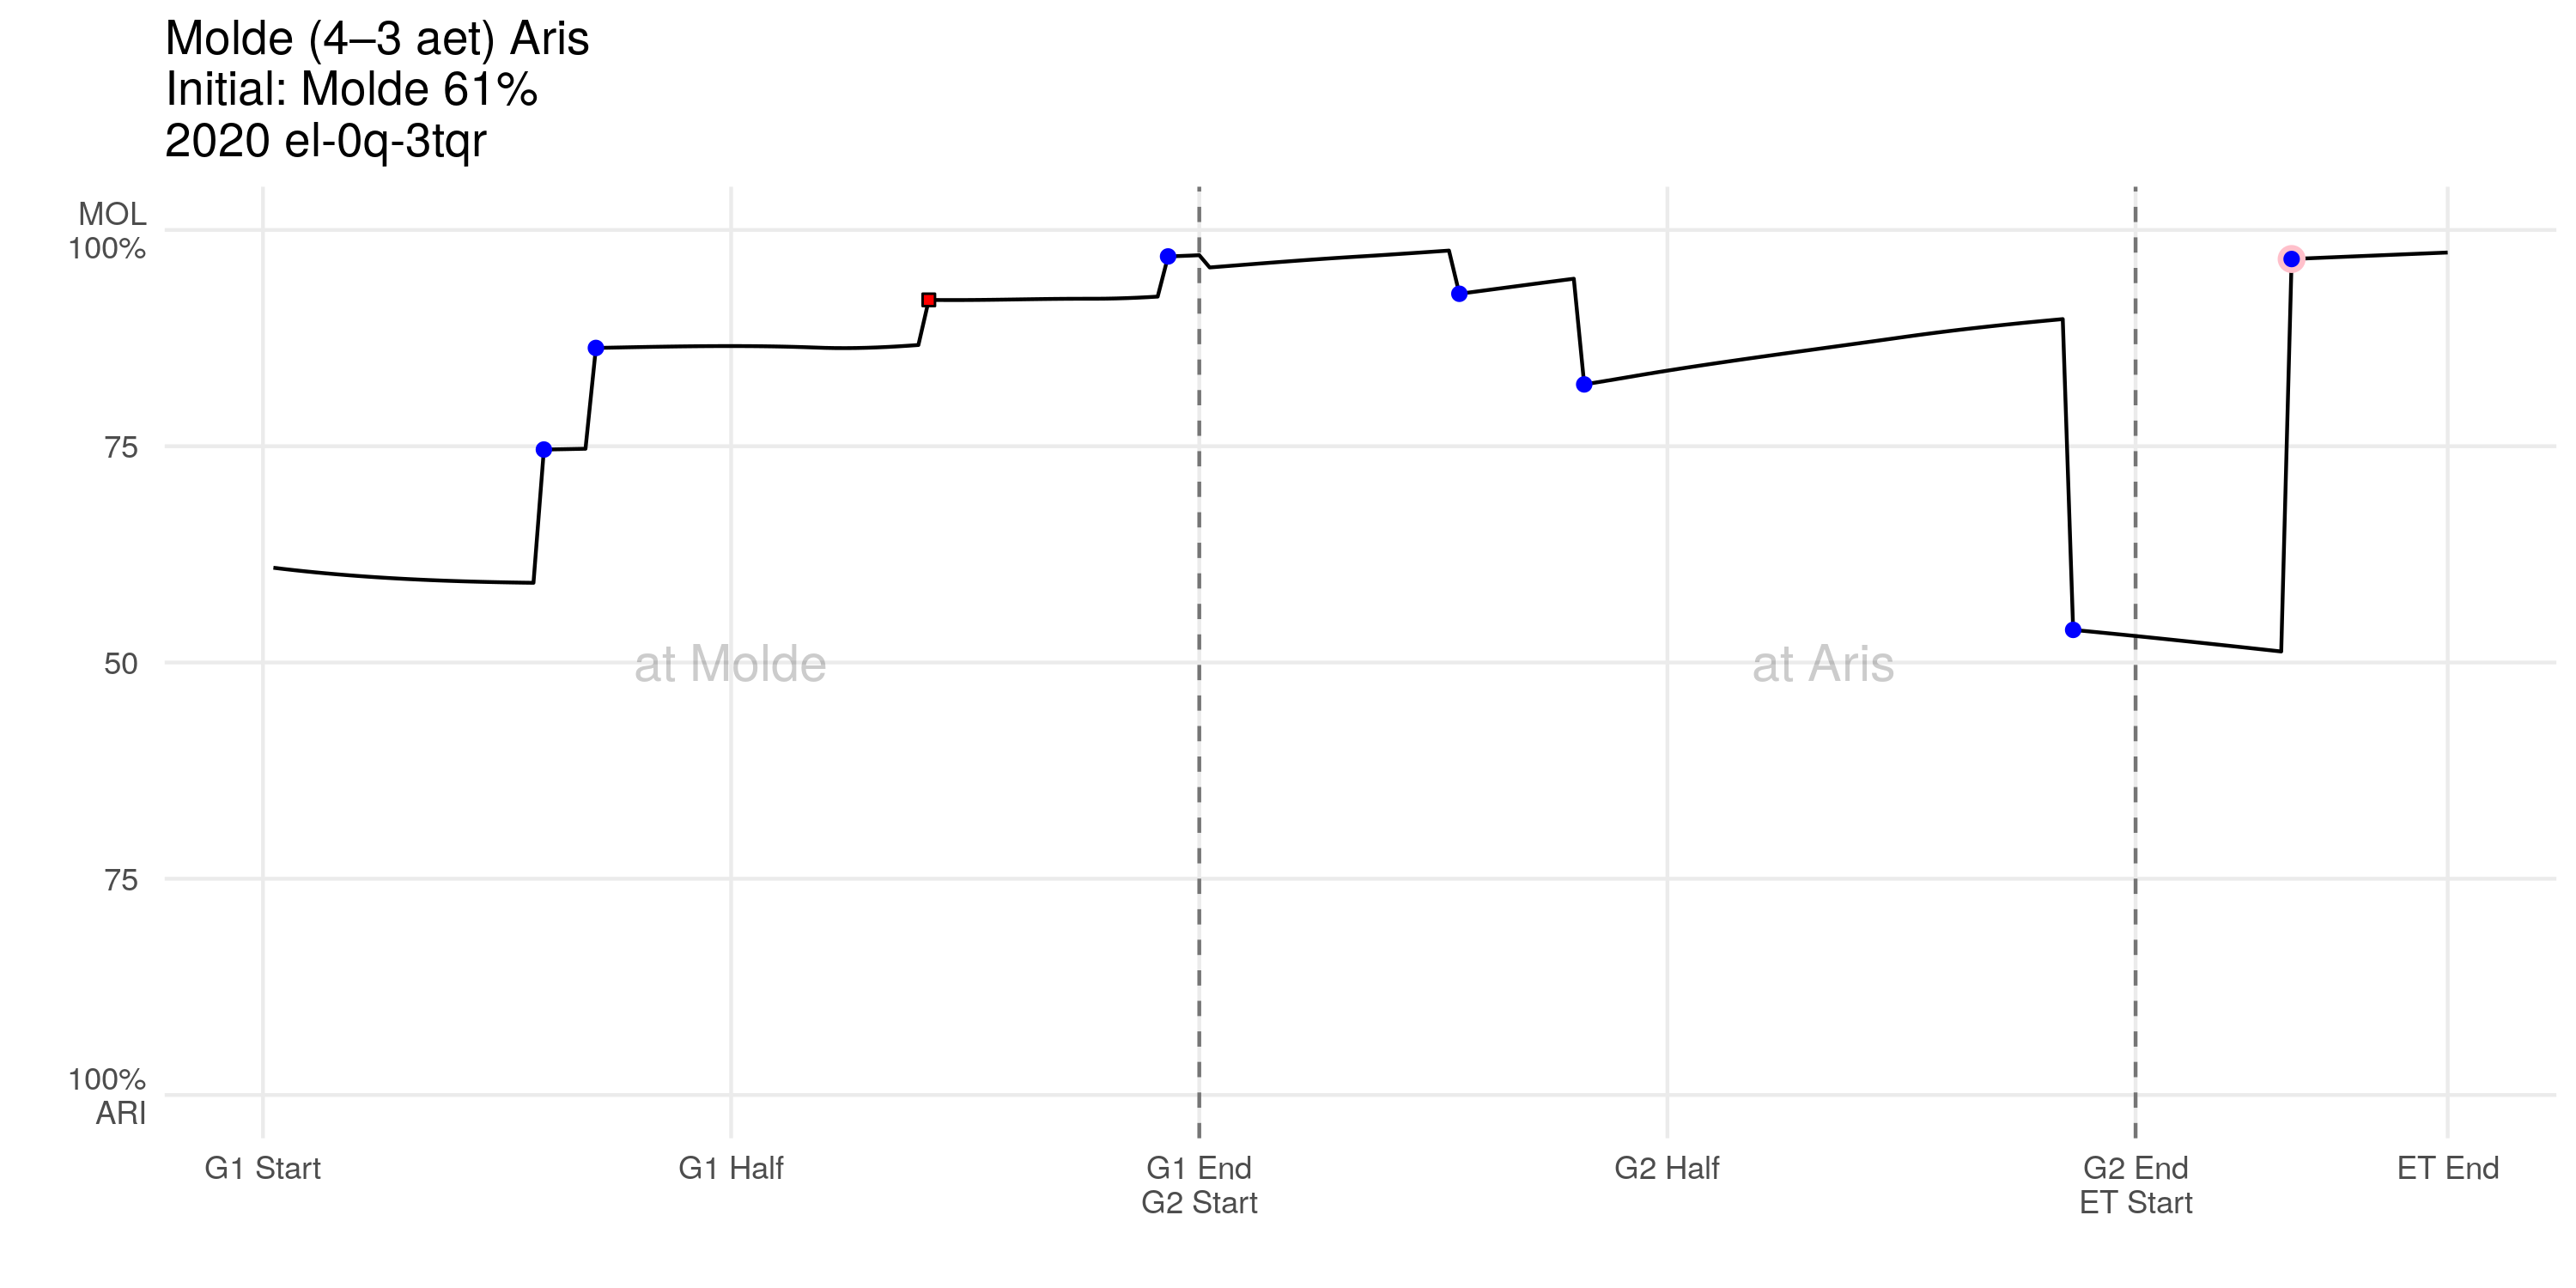 Molde (4–3 aet) Aris
Initial: Molde 61%
2020 el-0q-3tqr
MOL
100%
75
50
75
100%
ARI
at Molde
at Aris
G1 Start
G1 Half
G1 End
G2 Start
G2 Half
G2 End
ET Start
ET End